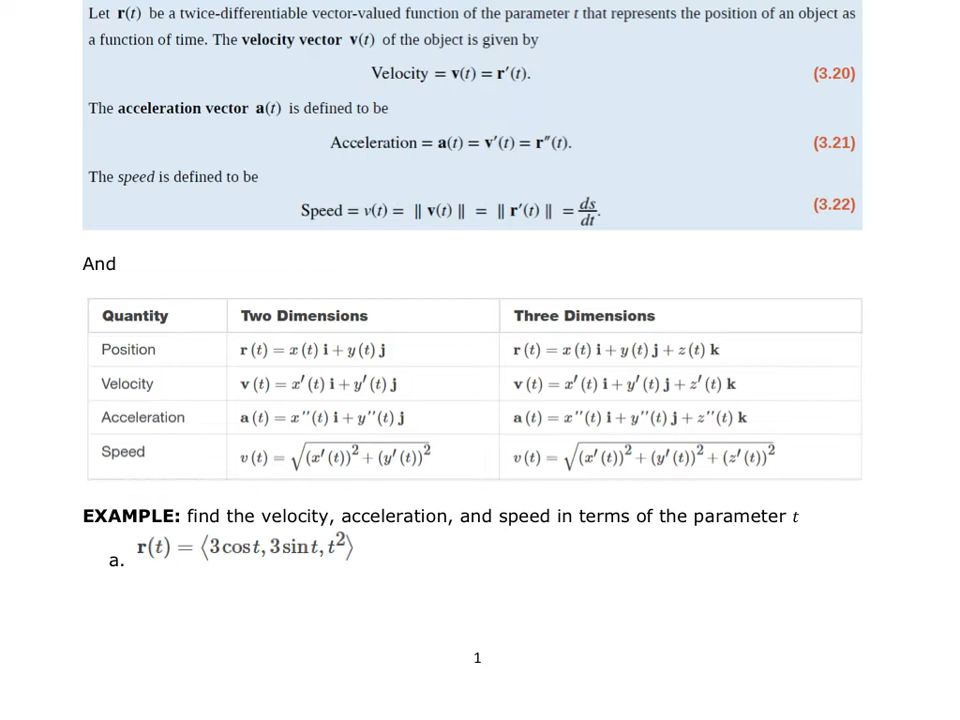 Let r(t) be a twice-differentiable vector-valued function of the parameter t that represents the position of an object as
a function of time. The velocity vector v(t) of the object is given by
Velocity = v(t) = r′(t). (3.20)
The acceleration vector a(t) is defined to be
Acceleration = a(t) = v′(t) = r″(t). (3.21)
The speed is defined to be
Speed = v(t) = ‖ v(t) ‖ = ‖ r′(t) ‖ = ds/dt. (3.22)
And
Quantity Two Dimensions Three Dimensions
Position r (t) = x (t) i + y (t) j r (t) = x (t) i + y (t) j + z (t) k
Velocity v (t) = x′ (t) i + y′ (t) j v (t) = x′ (t) i + y′ (t) j + z′ (t) k
Acceleration a (t) = x″(t) i + y″(t) j a (t) = x″(t) i + y″(t) j + z″(t) k
Speed v (t) = √((x′ (t))² + (y′ (t))²) v (t) = √((x′ (t))² + (y′ (t))² + (z′ (t))²)
EXAMPLE: find the velocity, acceleration, and speed in terms of the parameter t
a. r(t) = ⟨3 cos t, 3 sin t, t²⟩
1